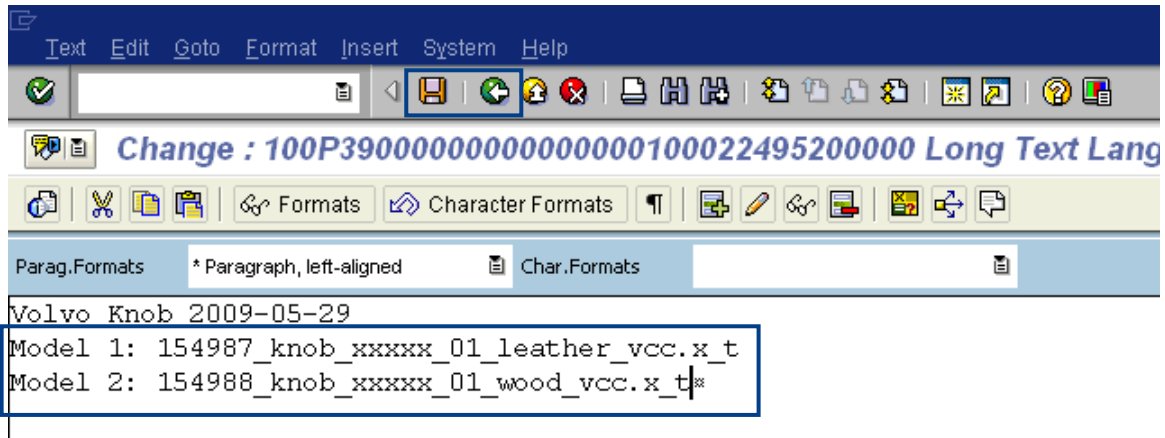 Text Edit Goto Format Insert System Help
Change : 100P39000000000000000100022495200000 Long Text Lang
Formats Character Formats
Parag.Formats * Paragraph, left-aligned Char.Formats
Volvo Knob 2009-05-29
Model 1: 154987_knob_xxxxx_01_leather_vcc.x_t
Model 2: 154988_knob_xxxxx_01_wood_vcc.x_t